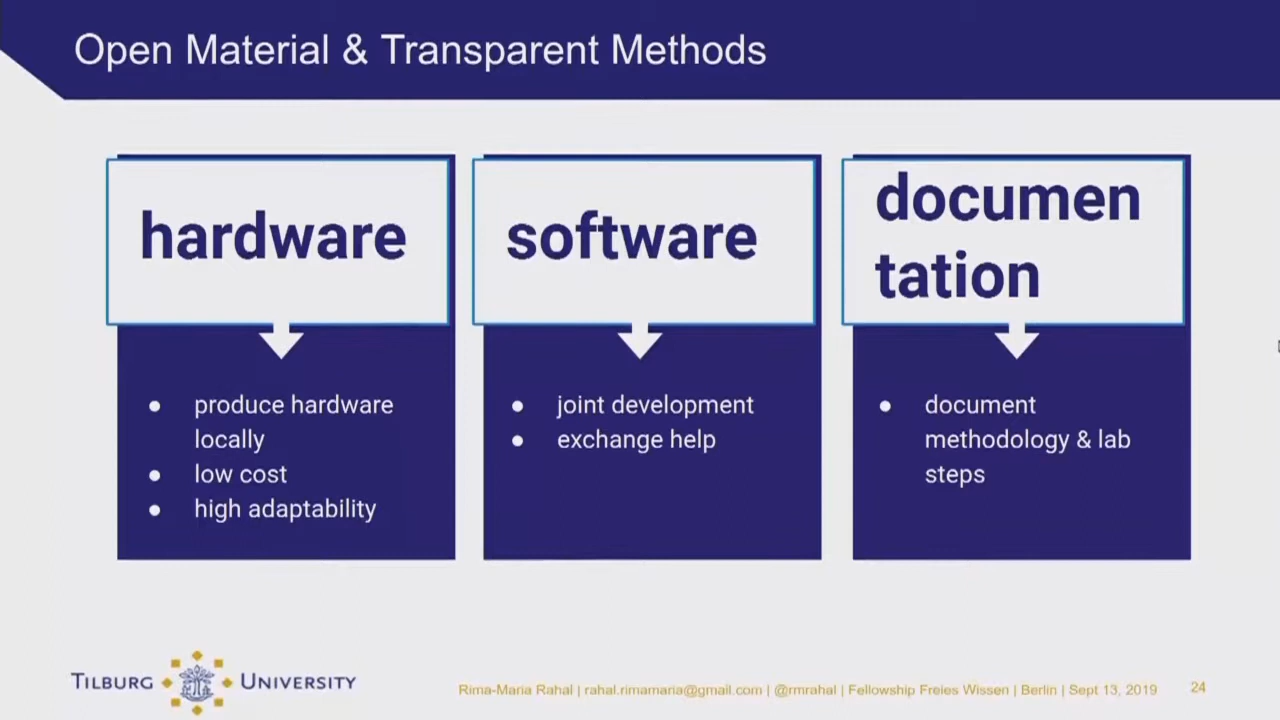 Open Material & Transparent Methods
hardware
produce hardware
locally
low cost
high adaptability
software
joint development
exchange help
documen
tation
document
methodology & lab
steps
TILBURG UNIVERSITY
Rima-Maria Rahal | rahal.rimamaria@gmail.com | @rmrahal | Fellowship Freies Wissen | Berlin | Sept 13, 2019
24